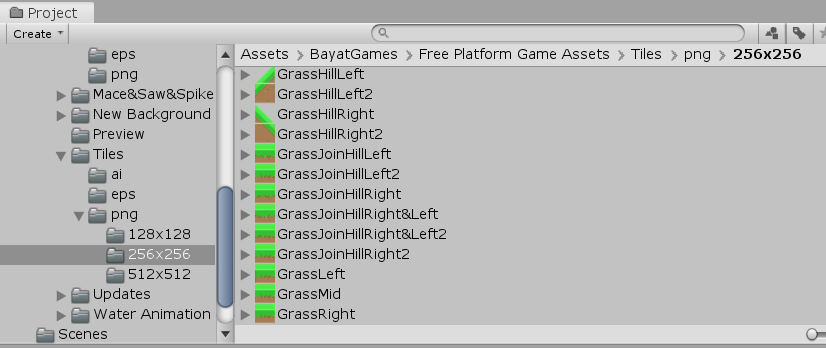 Project
Create
Assets > BayatGames > Free Platform Game Assets > Tiles > png > 256x256
eps
png
Mace&Saw&Spike
New Background
Preview
Tiles
ai
eps
png
128x128
256x256
512x512
Updates
Water Animation
Scenes
GrassHillLeft
GrassHillLeft2
GrassHillRight
GrassHillRight2
GrassJoinHillLeft
GrassJoinHillLeft2
GrassJoinHillRight
GrassJoinHillRight&Left
GrassJoinHillRight&Left2
GrassJoinHillRight2
GrassLeft
GrassMid
GrassRight